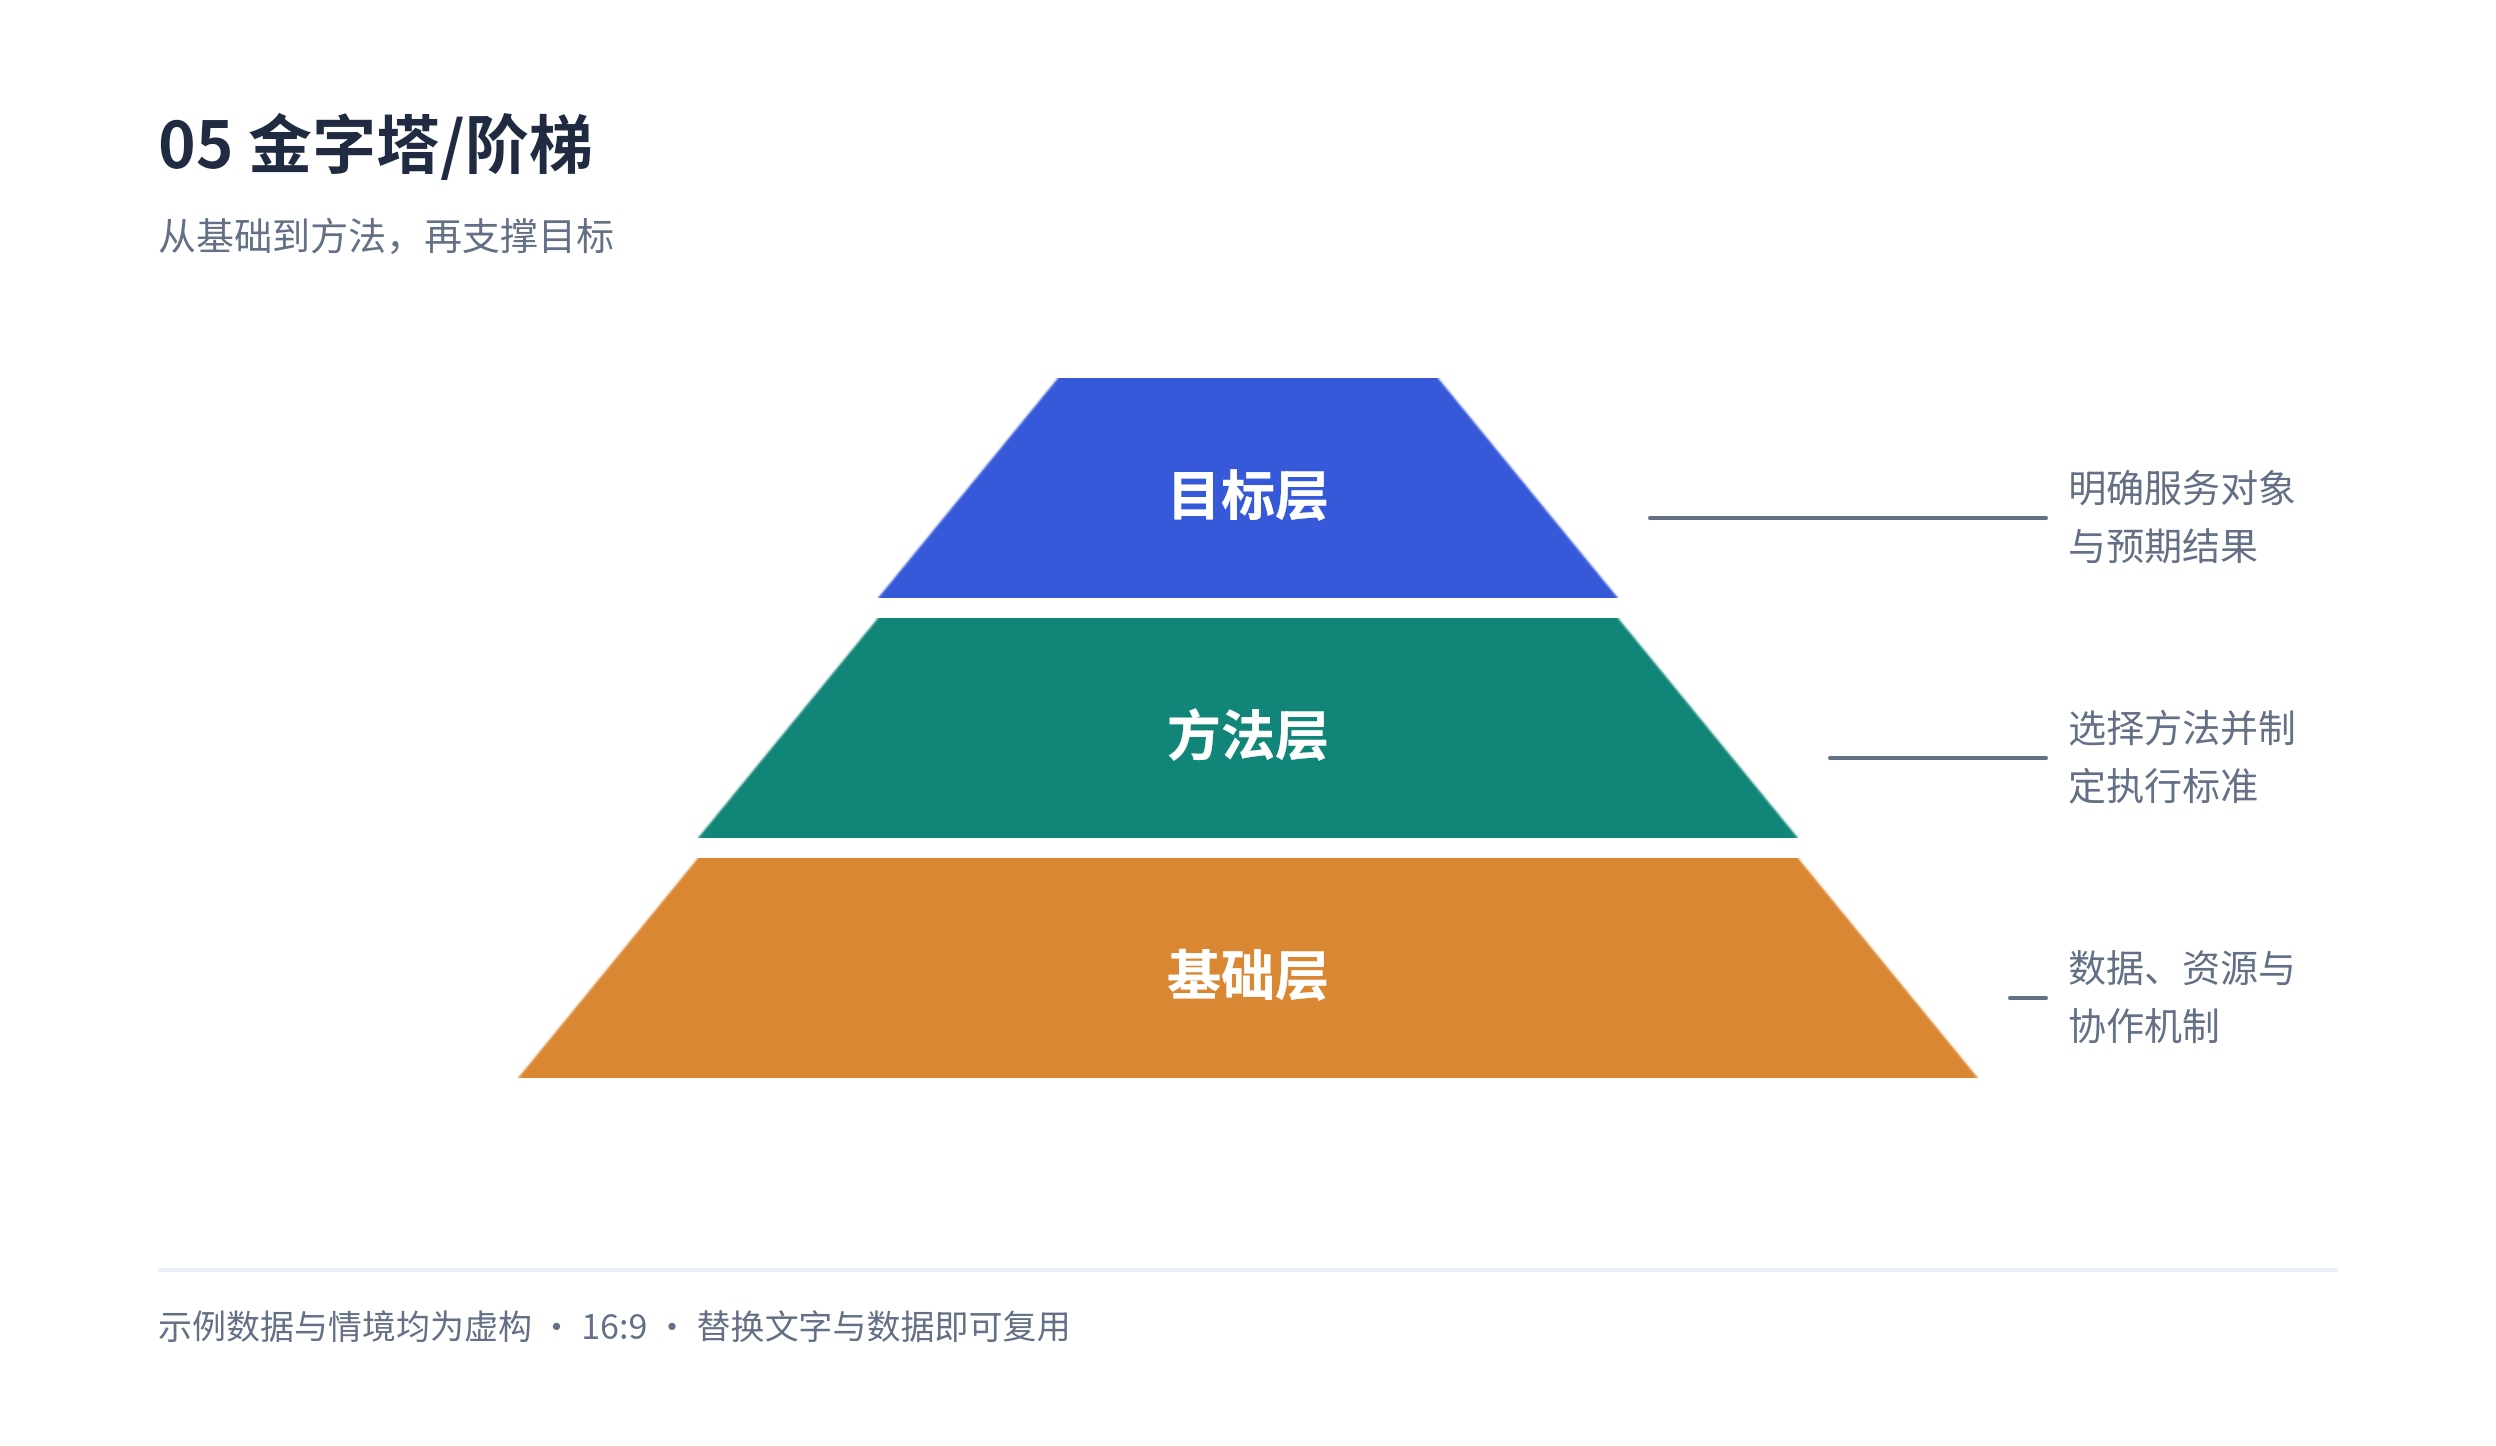 05 金字塔/阶梯
从基础到方法，再支撑目标
目标层
明确服务对象
与预期结果
方法层
选择方法并制
定执行标准
基础层
数据、资源与
协作机制
示例数据与情境均为虚构 • 16:9 • 替换文字与数据即可复用